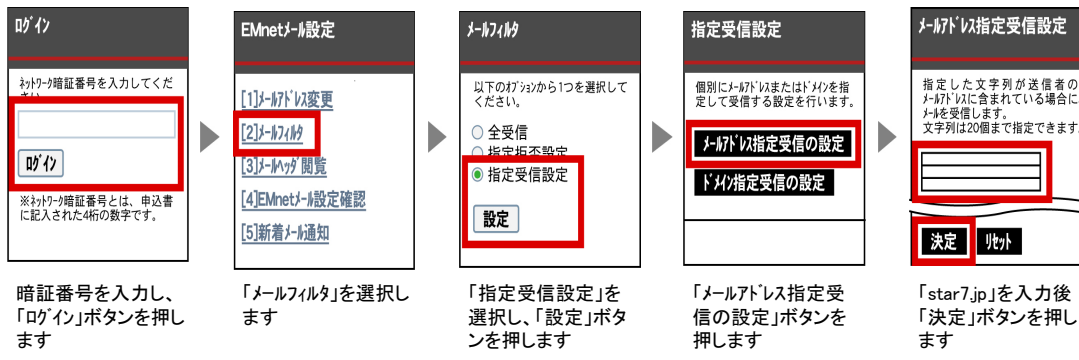 ﾛｸﾞｲﾝ
ﾈｯﾄﾜｰｸ暗証番号を入力してくだ
さい
ﾛｸﾞｲﾝ
※ﾈｯﾄﾜｰｸ暗証番号とは、申込書
に記入された4桁の数字です。
暗証番号を入力し、
「ﾛｸﾞｲﾝ」ボタンを押し
ます
EMnetﾒｰﾙ設定
[1]ﾒｰﾙｱﾄﾞﾚｽ変更
[2]ﾒｰﾙﾌｨﾙﾀ
[3]ﾒｰﾙﾍｯﾀﾞ閲覧
[4]EMnetﾒｰﾙ設定確認
[5]新着ﾒｰﾙ通知
「ﾒｰﾙﾌｨﾙﾀ」を選択し
ます
ﾒｰﾙﾌｨﾙﾀ
以下のｵﾌﾟｼｮﾝから1つを選択して
ください。
全受信
指定拒否設定
指定受信設定
設定
「指定受信設定」を
選択し、「設定」ボタ
ンを押します
指定受信設定
個別にﾒｰﾙｱﾄﾞﾚｽまたはﾄﾞﾒｲﾝを指
定して受信する設定を行います。
ﾒｰﾙｱﾄﾞﾚｽ指定受信の設定
ﾄﾞﾒｲﾝ指定受信の設定
「ﾒｰﾙｱﾄﾞﾚｽ指定受
信の設定」ボタンを
押します
ﾒｰﾙｱﾄﾞﾚｽ指定受信設定
指定した文字列が送信者の
ﾒｰﾙｱﾄﾞﾚｽに含まれている場合に
ﾒｰﾙを受信します。
文字列は20個まで指定できます
決定 ﾘｾｯﾄ
「star7.jp」を入力後
「決定」ボタンを押し
ます